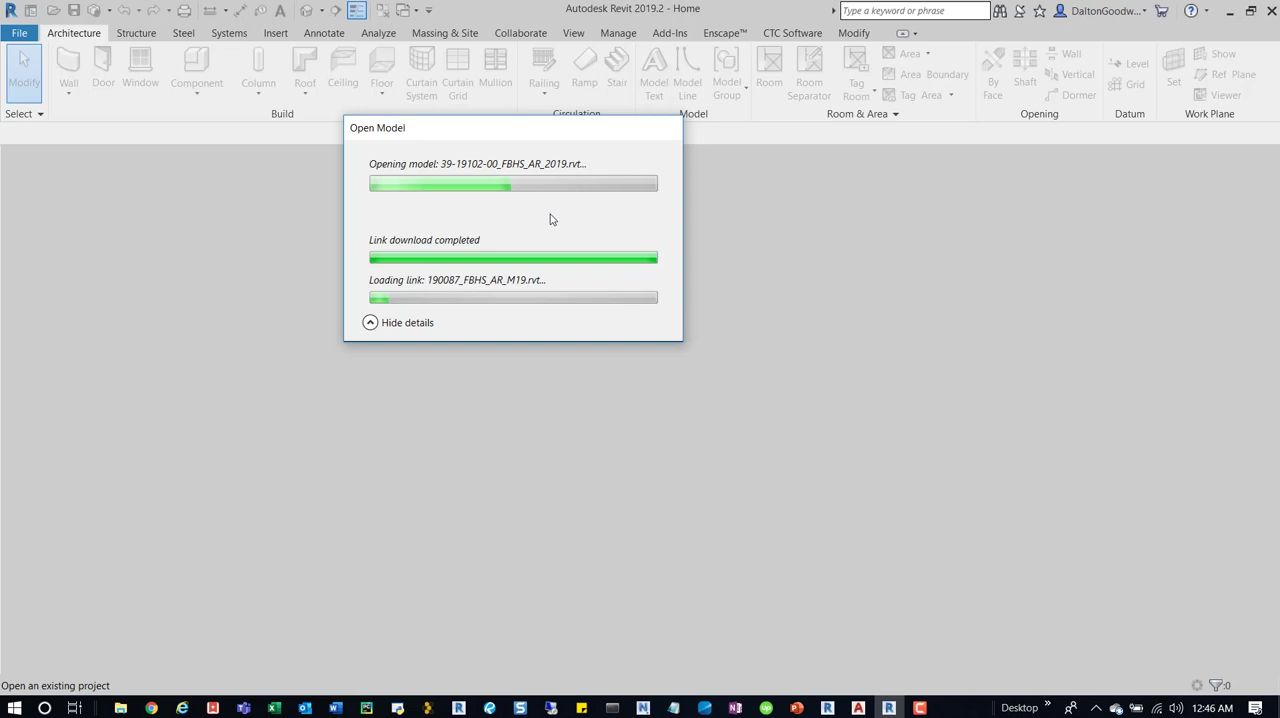 Autodesk Revit 2019.2 - Home
Type a keyword or phrase
DaltonGoodw...
File Architecture Structure Steel Systems Insert Annotate Analyze Massing & Site Collaborate View Manage Add-Ins Enscape™ CTC Software Modify
Modify
Wall
Door
Window
Component
Column
Roof
Ceiling
Floor
Curtain System
Curtain Grid
Mullion
Railing
Ramp
Stair
Model Text
Model Line
Model Group
Room
Room Separator
Tag Room
Area
Area Boundary
Tag Area
By Face
Shaft
Wall
Vertical
Dormer
Level
Grid
Set
Show
Ref Plane
Viewer
Select Build Circulation Model Room & Area Opening Datum Work Plane
Open Model
Opening model: 39-19102-00_FBHS_AR_2019.rvt...
Link download completed
Loading link: 190087_FBHS_AR_M19.rvt...
Hide details
Open an existing project
:0
Desktop
12:46 AM